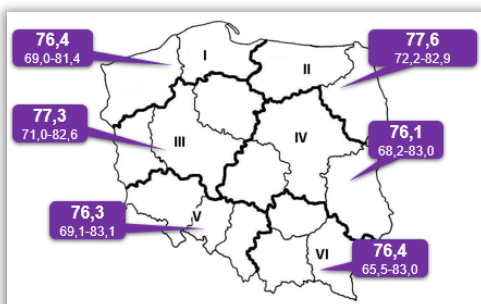 76,4
69,0-81,4
I
II
77,6
72,2-82,9
77,3
71,0-82,6
III
IV
76,1
68,2-83,0
76,3
69,1-83,1
V
VI
76,4
65,5-83,0